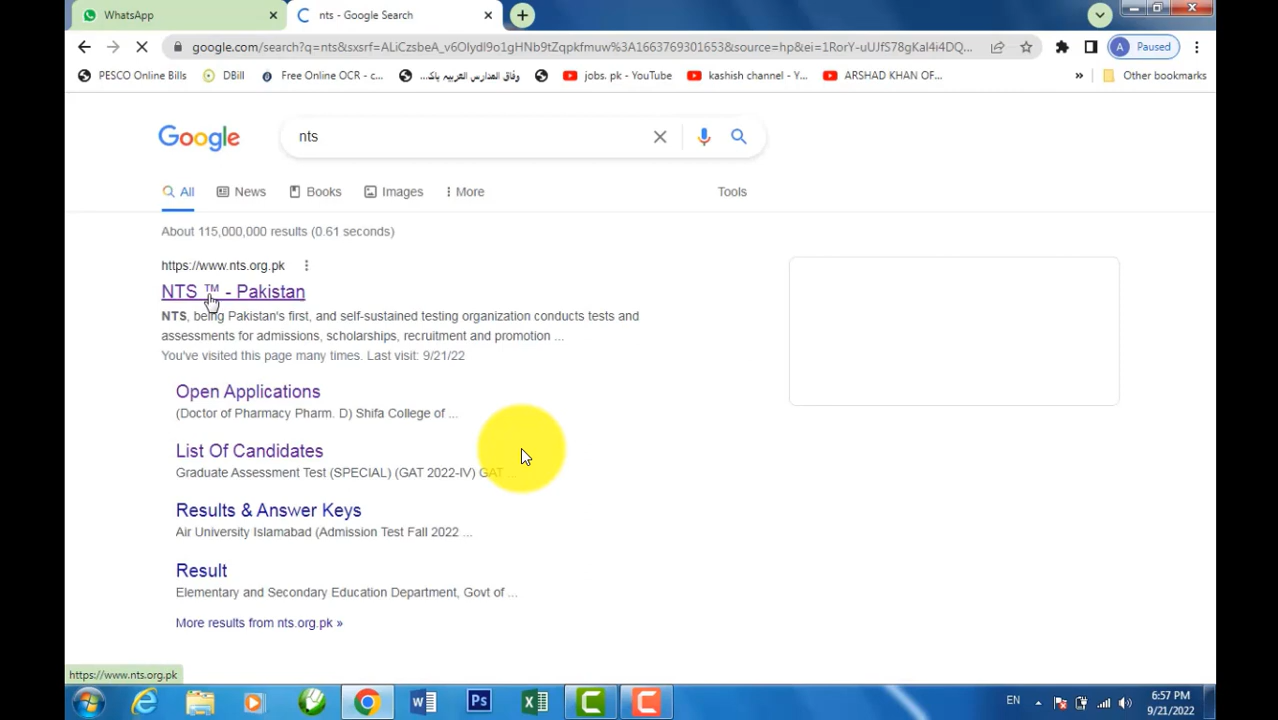 WhatsApp
nts - Google Search
google.com/search?q=nts&sxsrf=ALiCzsbeA_v6Olydl9o1gHNb9tZqpkfmuw%3A1663769301653&source=hp&ei=1RorY-uUJfS78gKal4i4DQ...
A Paused
PESCO Online Bills
DBill
Free Online OCR - c...
وفاق المدارس العربیہ پاک...
jobs. pk - YouTube
kashish channel - Y...
ARSHAD KHAN OF...
» Other bookmarks
Google
nts
All
News
Books
Images
More
Tools
About 115,000,000 results (0.61 seconds)
https://www.nts.org.pk
NTS ™ - Pakistan
NTS, being Pakistan's first, and self-sustained testing organization conducts tests and
assessments for admissions, scholarships, recruitment and promotion ...
You've visited this page many times. Last visit: 9/21/22
Open Applications
(Doctor of Pharmacy Pharm. D) Shifa College of ...
List Of Candidates
Graduate Assessment Test (SPECIAL) (GAT 2022-IV) GAT ...
Results & Answer Keys
Air University Islamabad (Admission Test Fall 2022 ...
Result
Elementary and Secondary Education Department, Govt of ...
More results from nts.org.pk »
https://www.nts.org.pk
Ps
EN
6:57 PM
9/21/2022